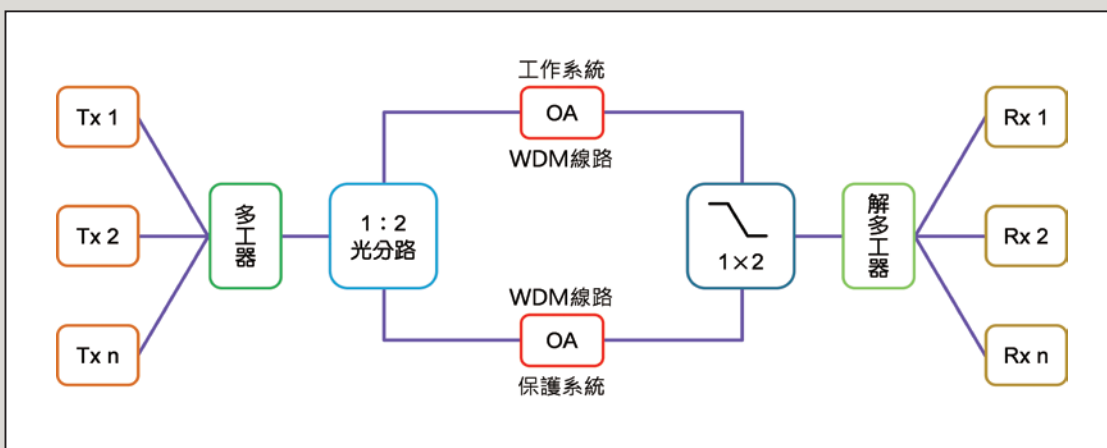 工作系統
Tx 1
OA
Rx 1
WDM線路
Tx 2
多工器
1：2
光分路
1×2
解多工器
Rx 2
WDM線路
Tx n
OA
Rx n
保護系統